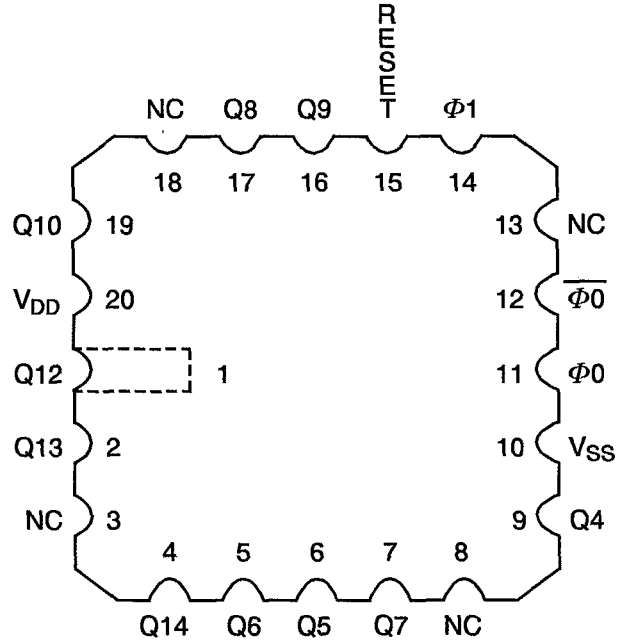 RESET
NC Q8 Q9 Φ1
18 17 16 15 14
Q10 19 13 NC
VDD 20 12 Φ0
Q12 1 11 Φ0
Q13 2 10 VSS
NC 3 9 Q4
4 5 6 7 8
Q14 Q6 Q5 Q7 NC